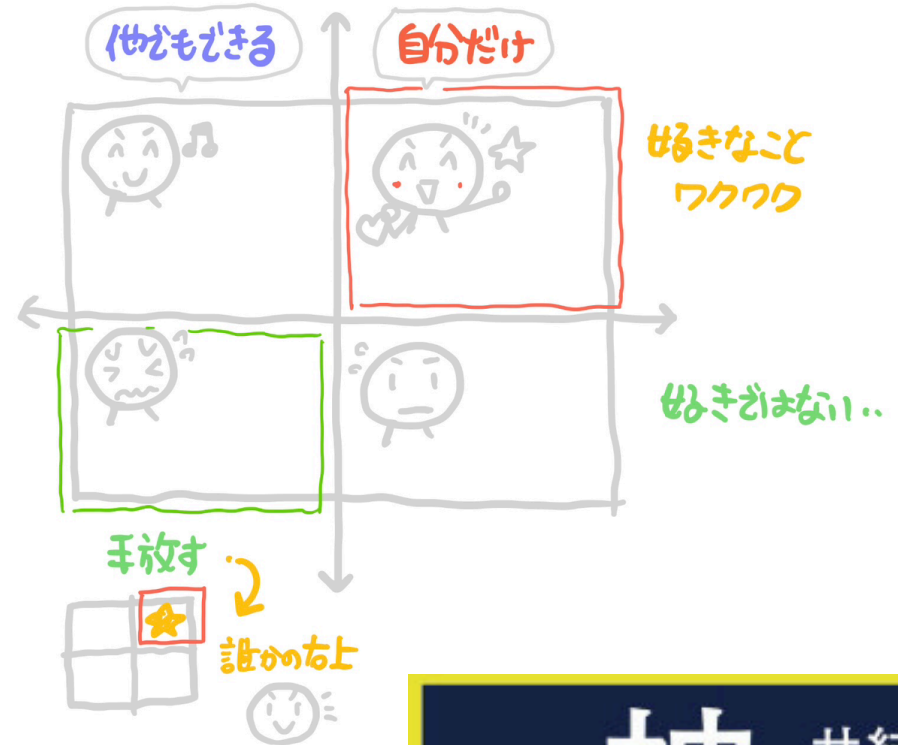 他でもできる
自分だけ
好きなこと
ワクワク
好きではない..
手放す
誰かの右上